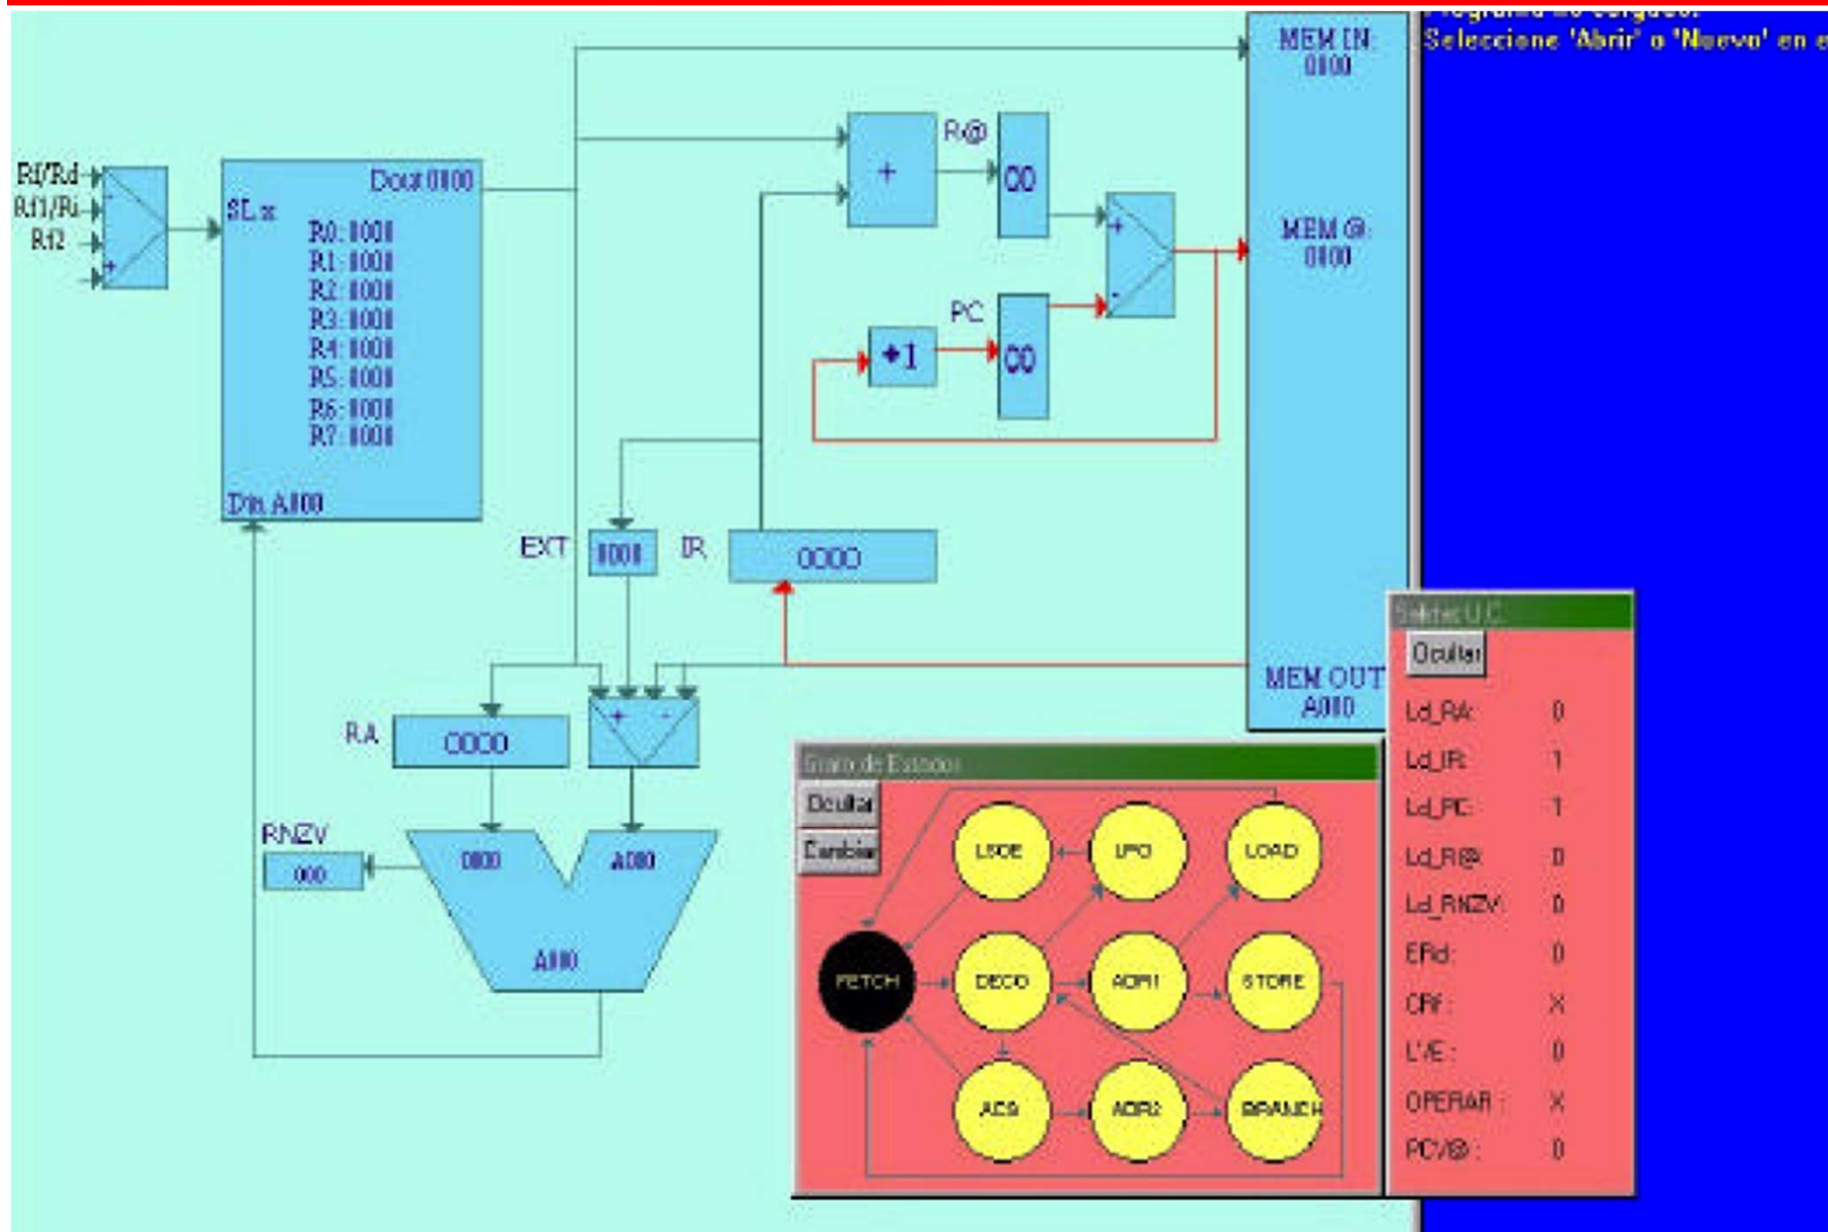 Seleccione 'Abrir' o 'Nuevo' en e
MEM IN:
0000
R@
00
+
Rf/Rd
Rf1/Ri
Rf2
-
+
Dout 0000
SL x
R0: 0000
R1: 0000
R2: 0000
R3: 0000
R4: 0000
R5: 0000
R6: 0000
R7: 0000
Din A000
+
-
MEM @:
0000
PC
+1
00
EXT
0000
IR
0000
MEM OUT
A000
RA
0000
+ -
RNZV
000
0000
A000
A000
Grafo de Estados
Ocultar
Cambiar
LOAD
FETCH
DECO
ADR1
STORE
ADR2
BRANCH
Salidas U.C.
Ocultar
Ld_RA: 0
Ld_IR: 1
Ld_PC: 1
Ld_R@: 0
Ld_RNZV: 0
ERd: 0
CRf: X
L'/E : 0
OPERAR : X
PC'/@ : 0